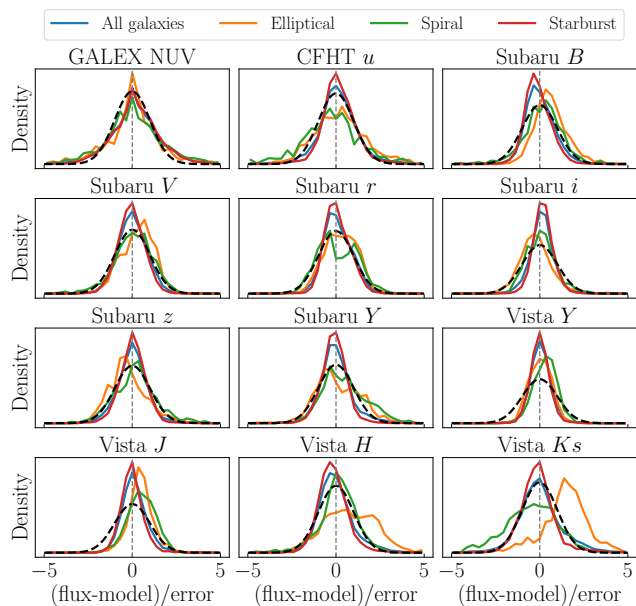 All galaxies Elliptical Spiral Starburst
GALEX NUV CFHT u Subaru B
Density
Subaru V Subaru r Subaru i
Density
Subaru z Subaru Y Vista Y
Density
Vista J Vista H Vista Ks
Density
−5 0 5 −5 0 5 −5 0 5
(flux-model)/error (flux-model)/error (flux-model)/error